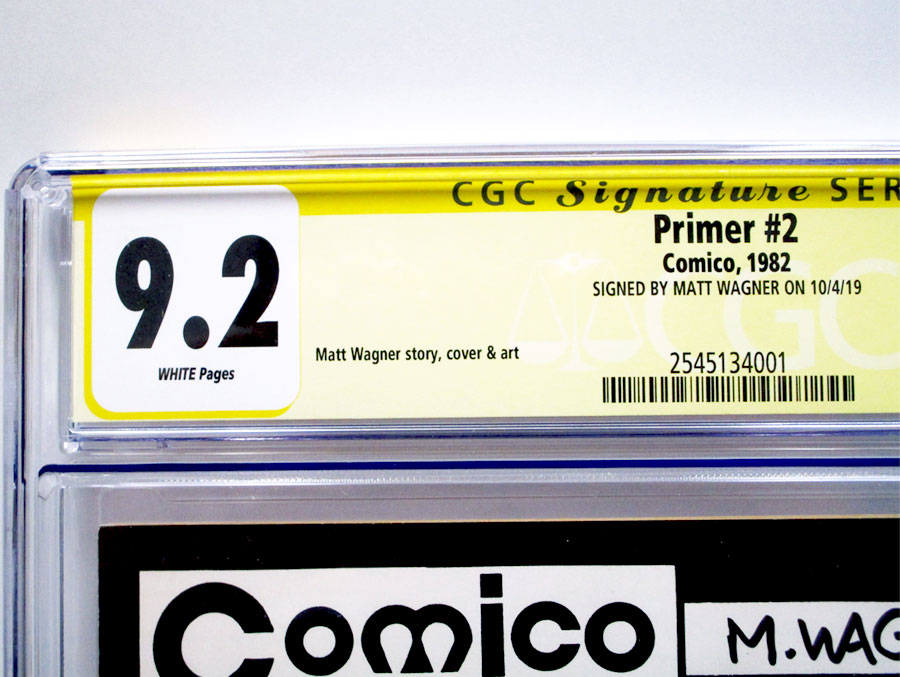 CGC Signature SER
9.2
WHITE Pages
Primer #2
Comico, 1982
SIGNED BY MATT WAGNER ON 10/4/19
Matt Wagner story, cover & art
CGC
2545134001
Comico
M.WAG